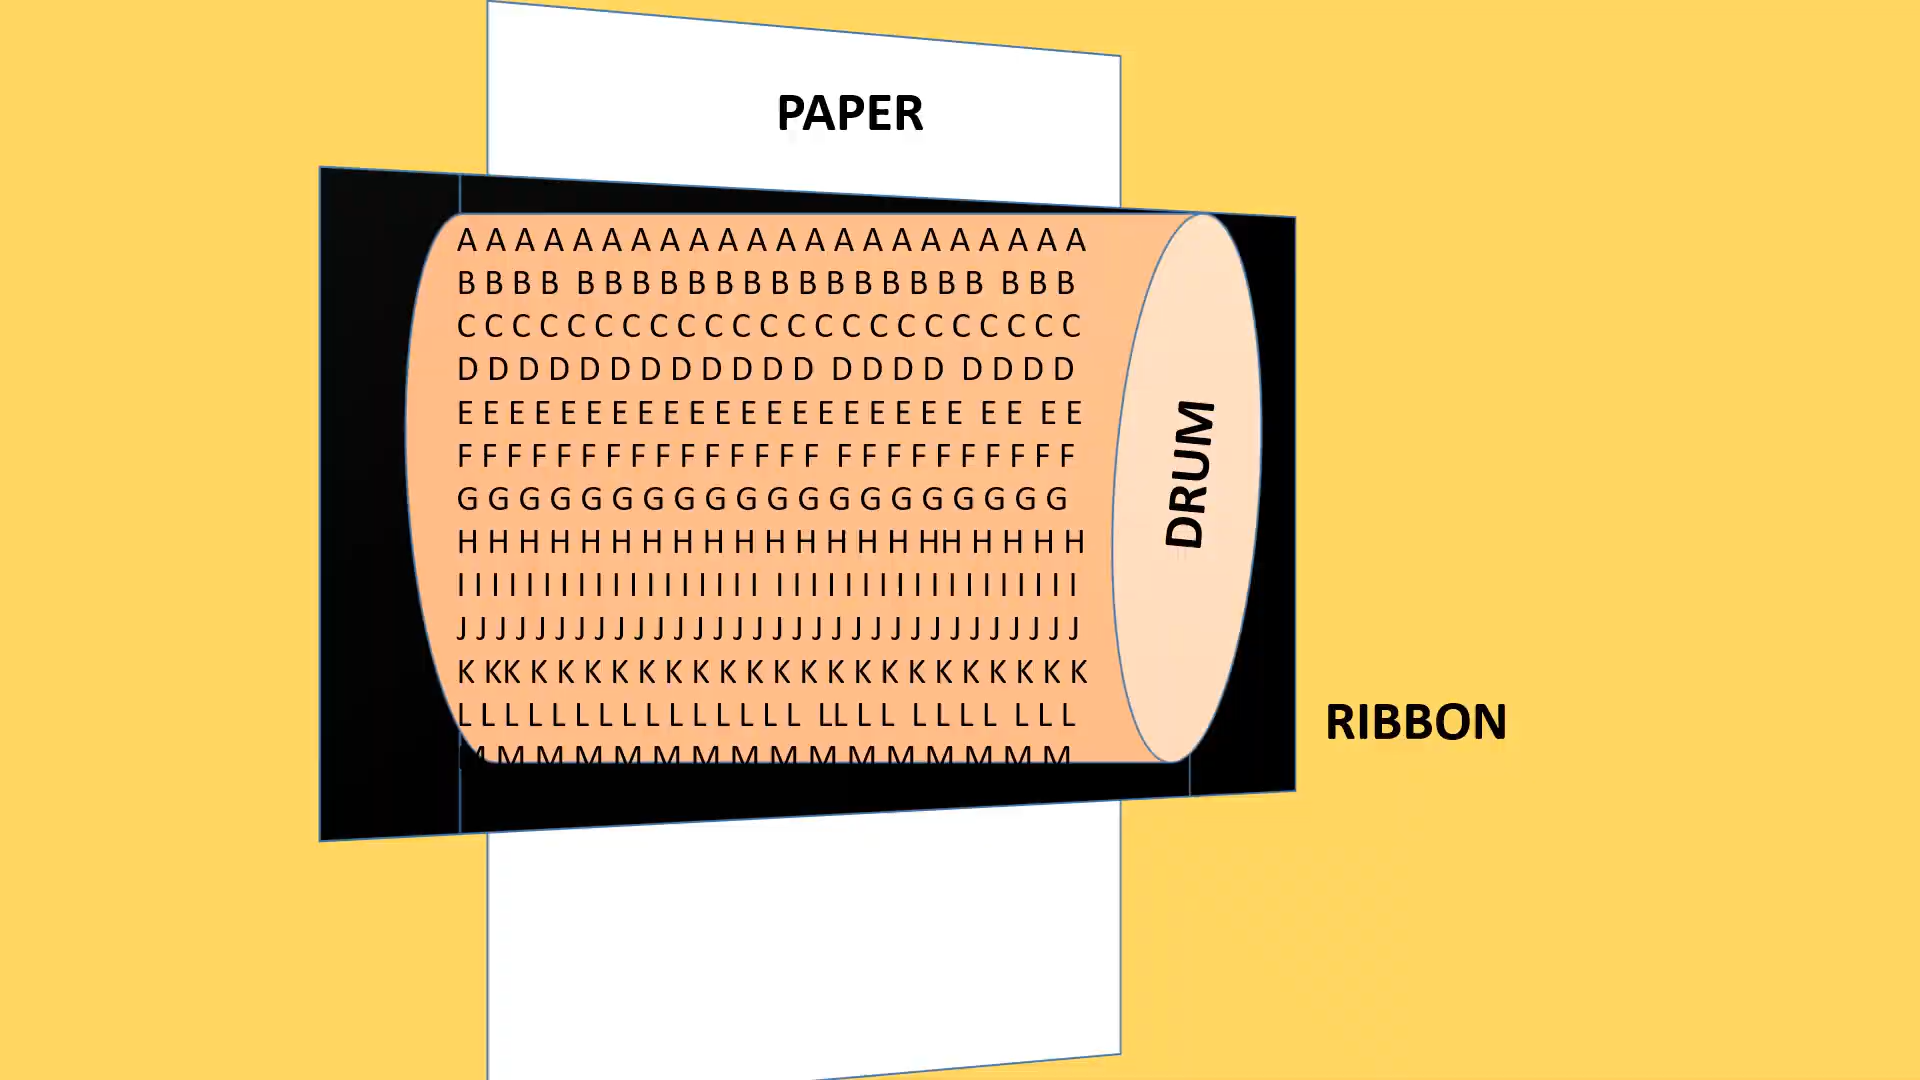 PAPER
A A A A A A A A A A A A A A A A A A A A A A
B B B B B B B B B B B B B B B B B B B B B B
C C C C C C C C C C C C C C C C C C C C C C C
D D D D D D D D D D D D D D D D D D D D
E E E E E E E E E E E E E E E E E E E E E E E E
F F F F F F F F F F F F F F F F F F F F F F F F F
G G G G G G G G G G G G G G G G G G G G
H H H H H H H H H H H H H H H HH H H H H
I I I I I I I I I I I I I I I I I I I I I I I I I I I I I I I I I I I I
J J J J J J J J J J J J J J J J J J J J J J J J J J J J J J J J
K KK K K K K K K K K K K K K K K K K K K K K K
L L L L L L L L L L L L L L L LL L L L L L L L L L
M M M M M M M M M M M M M M M M
DRUM
RIBBON